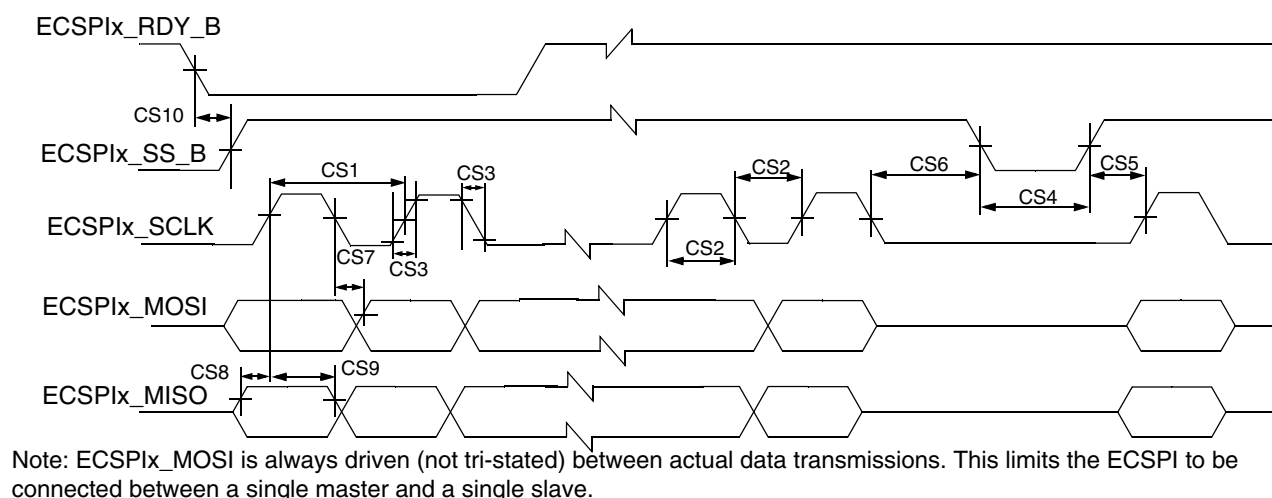 ECSPIx_RDY_B
CS10
ECSPIx_SS_B
CS1
CS3
CS2
CS6
CS5
CS4
ECSPIx_SCLK
CS7
CS3
CS2
ECSPIx_MOSI
CS8
CS9
ECSPIx_MISO
Note: ECSPIx_MOSI is always driven (not tri-stated) between actual data transmissions. This limits the ECSPI to be
connected between a single master and a single slave.